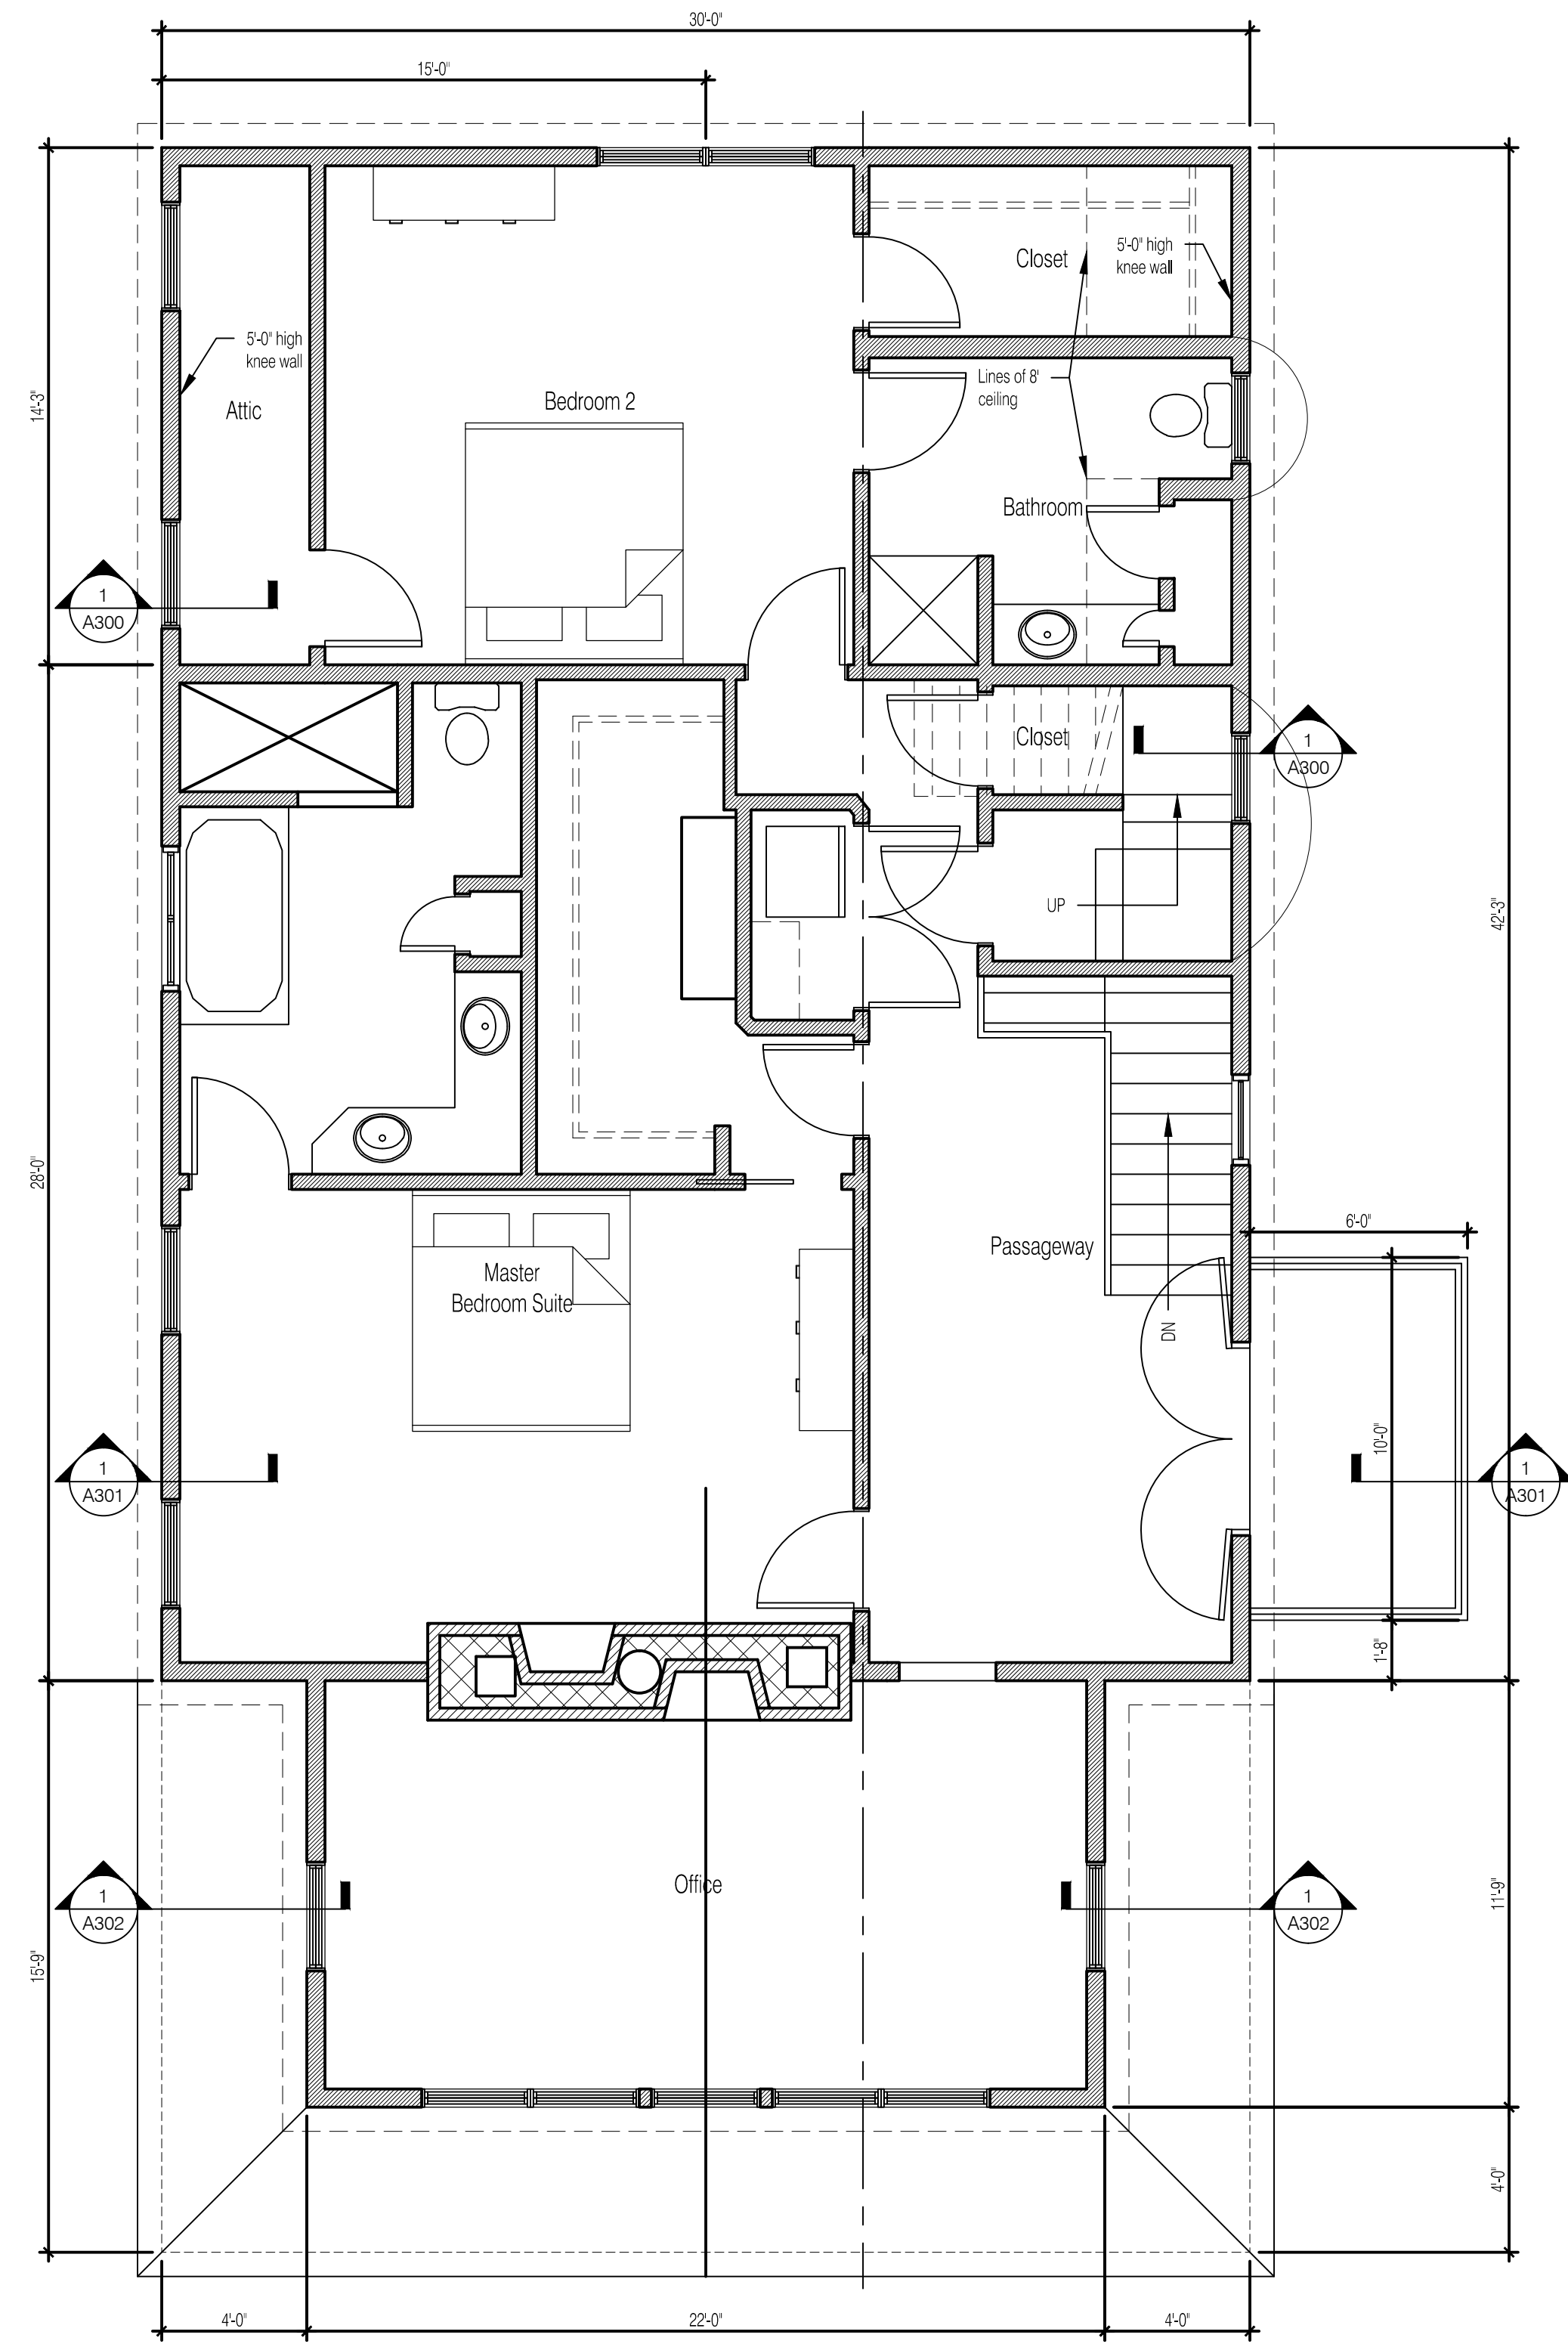 30'-0"
15'-0"
Closet
5'-0" high
knee wall
5'-0" high
knee wall
Attic
Lines of 8'
ceiling
Bedroom 2
14'-3"
Bathroom
1
A300
Closet
1
A300
UP
42'-3"
28'-0"
6'-0"
Passageway
Master
Bedroom Suite
DN
10'-0"
1
A301
1
A301
1'-8"
Office
1
A302
1
A302
11'-9"
15'-9"
4'-0"
4'-0"
22'-0"
4'-0"